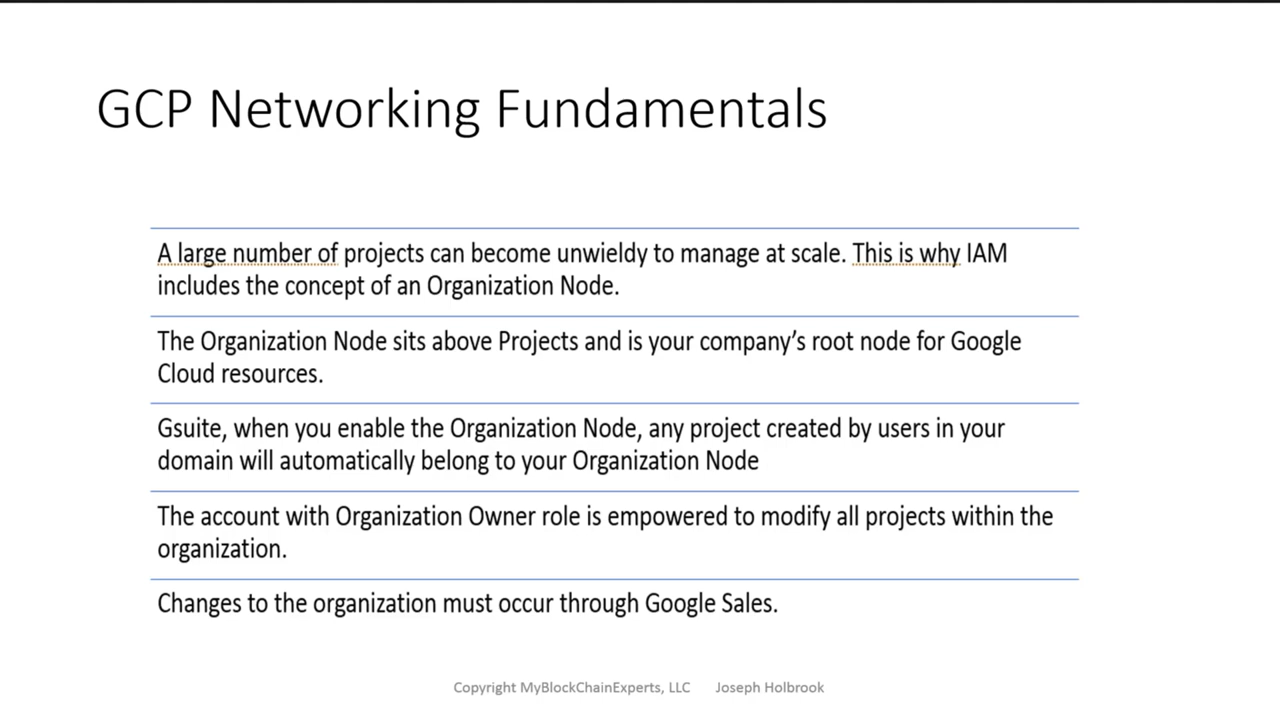 GCP Networking Fundamentals
A large number of projects can become unwieldy to manage at scale. This is why IAM
includes the concept of an Organization Node.
The Organization Node sits above Projects and is your company’s root node for Google
Cloud resources.
Gsuite, when you enable the Organization Node, any project created by users in your
domain will automatically belong to your Organization Node
The account with Organization Owner role is empowered to modify all projects within the
organization.
Changes to the organization must occur through Google Sales.
Copyright MyBlockChainExperts, LLC Joseph Holbrook